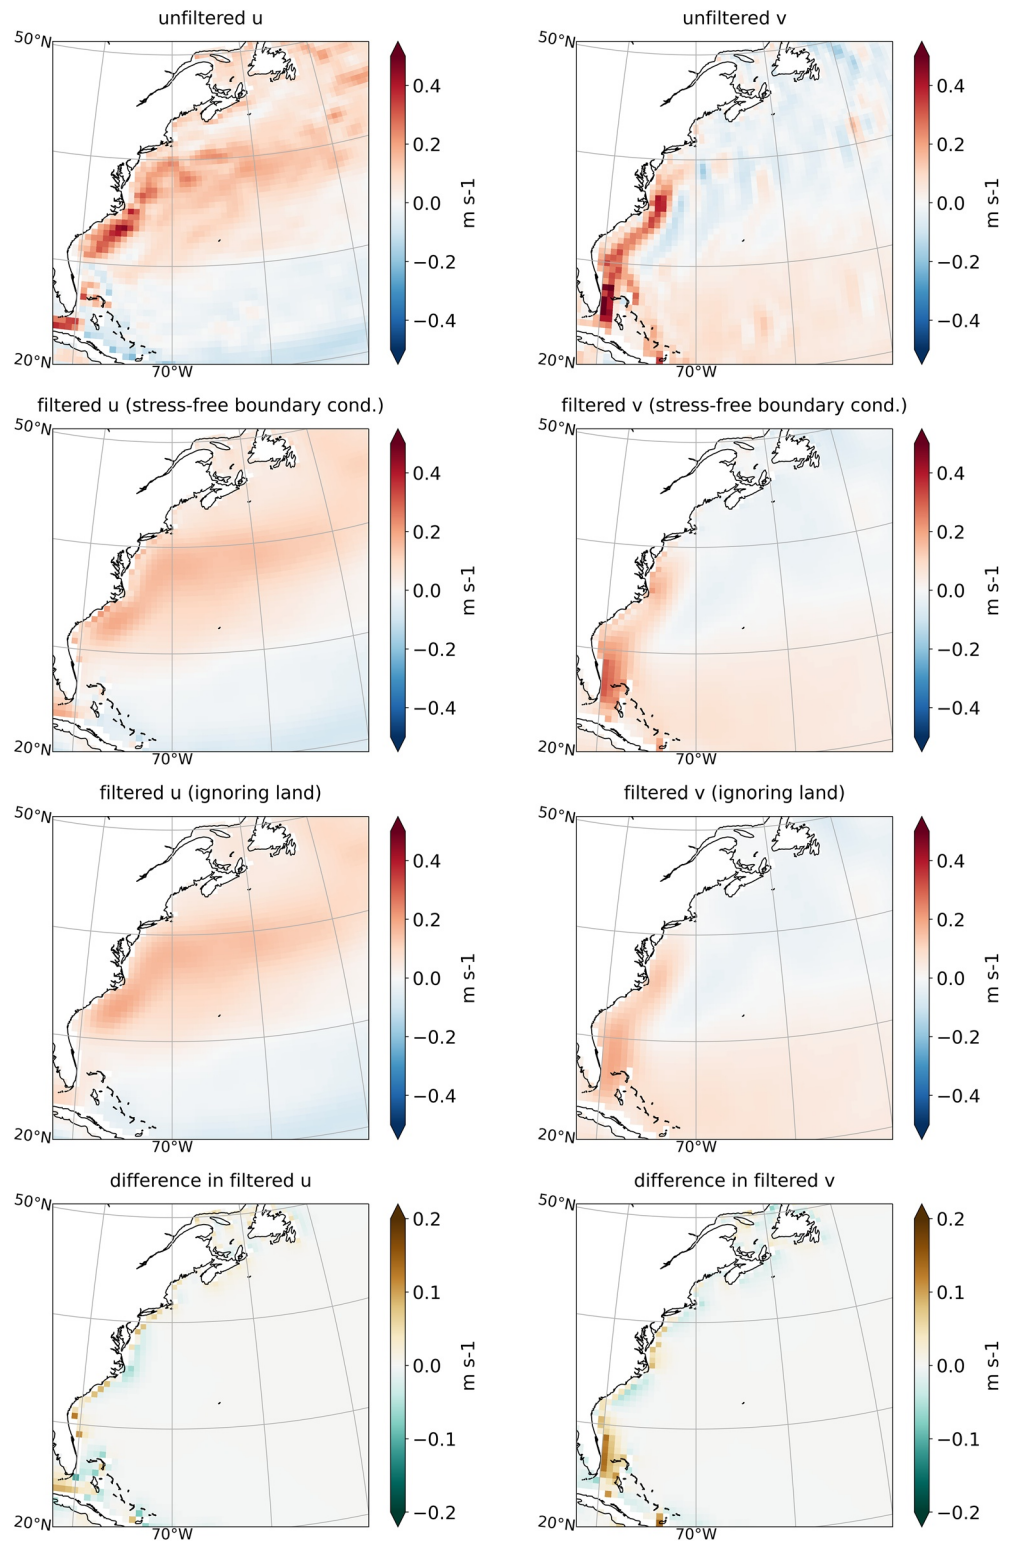 unfiltered u
unfiltered v
50°N
0.4
0.2
0.0
−0.2
−0.4
m s-1
20°N
70°W
50°N
0.4
0.2
0.0
−0.2
−0.4
m s-1
20°N
70°W
filtered u (stress-free boundary cond.)
filtered v (stress-free boundary cond.)
50°N
0.4
0.2
0.0
−0.2
−0.4
m s-1
20°N
70°W
50°N
0.4
0.2
0.0
−0.2
−0.4
m s-1
20°N
70°W
filtered u (ignoring land)
filtered v (ignoring land)
50°N
0.4
0.2
0.0
−0.2
−0.4
m s-1
20°N
70°W
50°N
0.4
0.2
0.0
−0.2
−0.4
m s-1
20°N
70°W
difference in filtered u
difference in filtered v
50°N
0.2
0.1
0.0
−0.1
−0.2
m s-1
20°N
70°W
50°N
0.2
0.1
0.0
−0.1
−0.2
m s-1
20°N
70°W